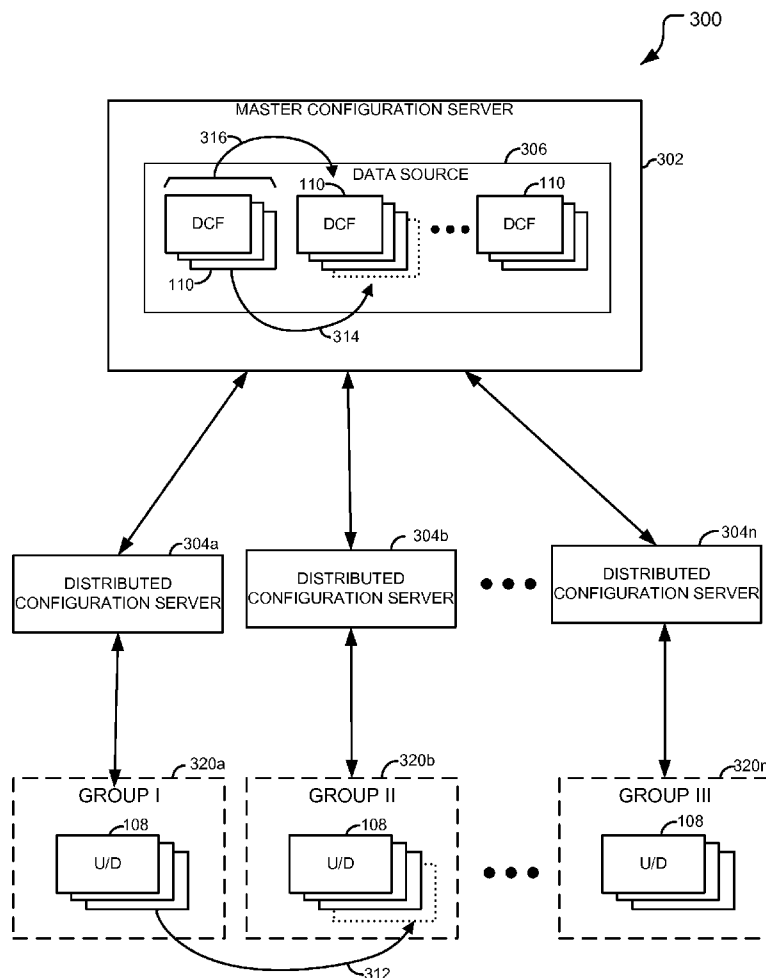 300
MASTER CONFIGURATION SERVER
316
306
302
DATA SOURCE
110
110
DCF
DCF
DCF
110
314
304a
304b
304n
DISTRIBUTED
CONFIGURATION SERVER
DISTRIBUTED
CONFIGURATION SERVER
DISTRIBUTED
CONFIGURATION SERVER
320a
320b
320n
GROUP I
GROUP II
GROUP III
108
108
108
U/D
U/D
U/D
312